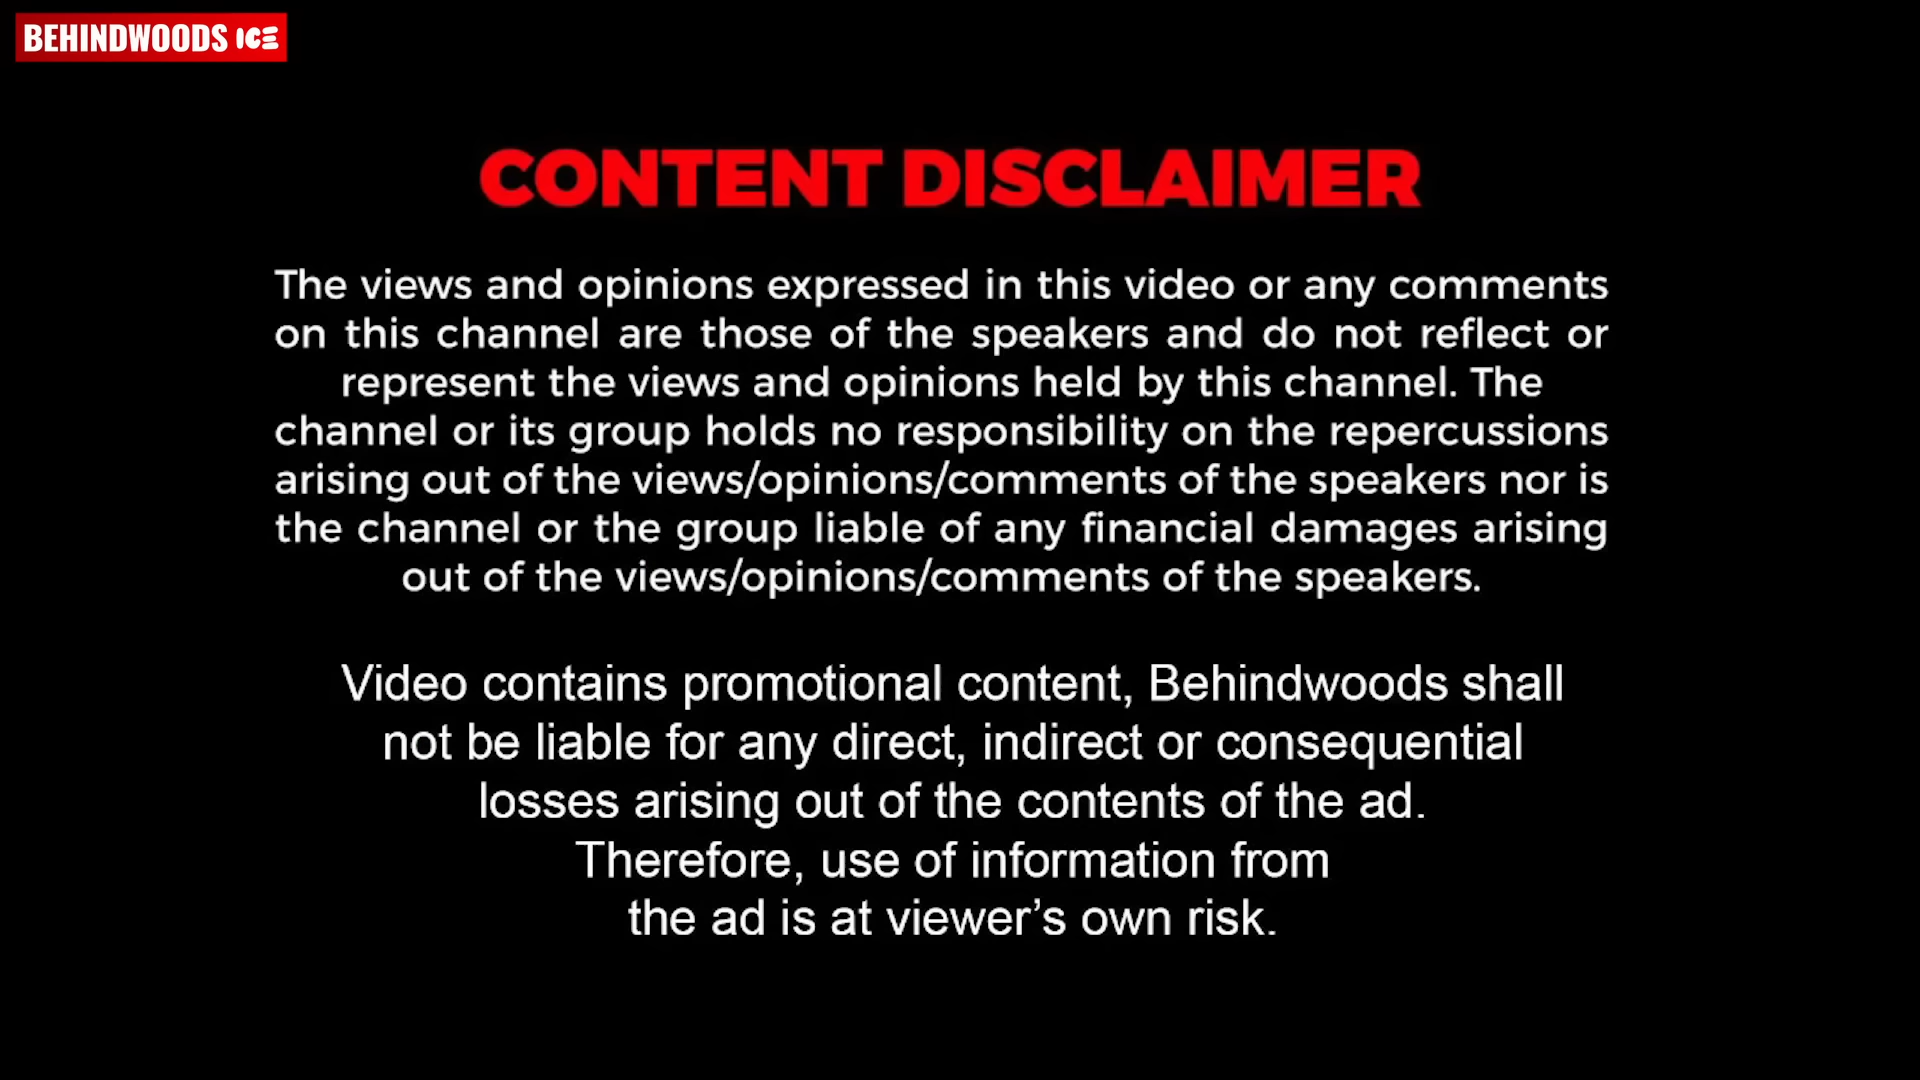 BEHINDWOODS ICE
CONTENT DISCLAIMER
The views and opinions expressed in this video or any comments
on this channel are those of the speakers and do not reflect or
represent the views and opinions held by this channel. The
channel or its group holds no responsibility on the repercussions
arising out of the views/opinions/comments of the speakers nor is
the channel or the group liable of any financial damages arising
out of the views/opinions/comments of the speakers.
Video contains promotional content, Behindwoods shall
not be liable for any direct, indirect or consequential
losses arising out of the contents of the ad.
Therefore, use of information from
the ad is at viewer’s own risk.